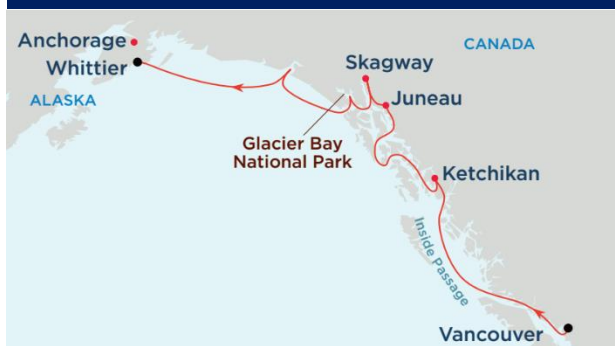 Anchorage
Whittier
ALASKA
CANADA
Skagway
Juneau
Glacier Bay
National Park
Ketchikan
Inside Passage
Vancouver